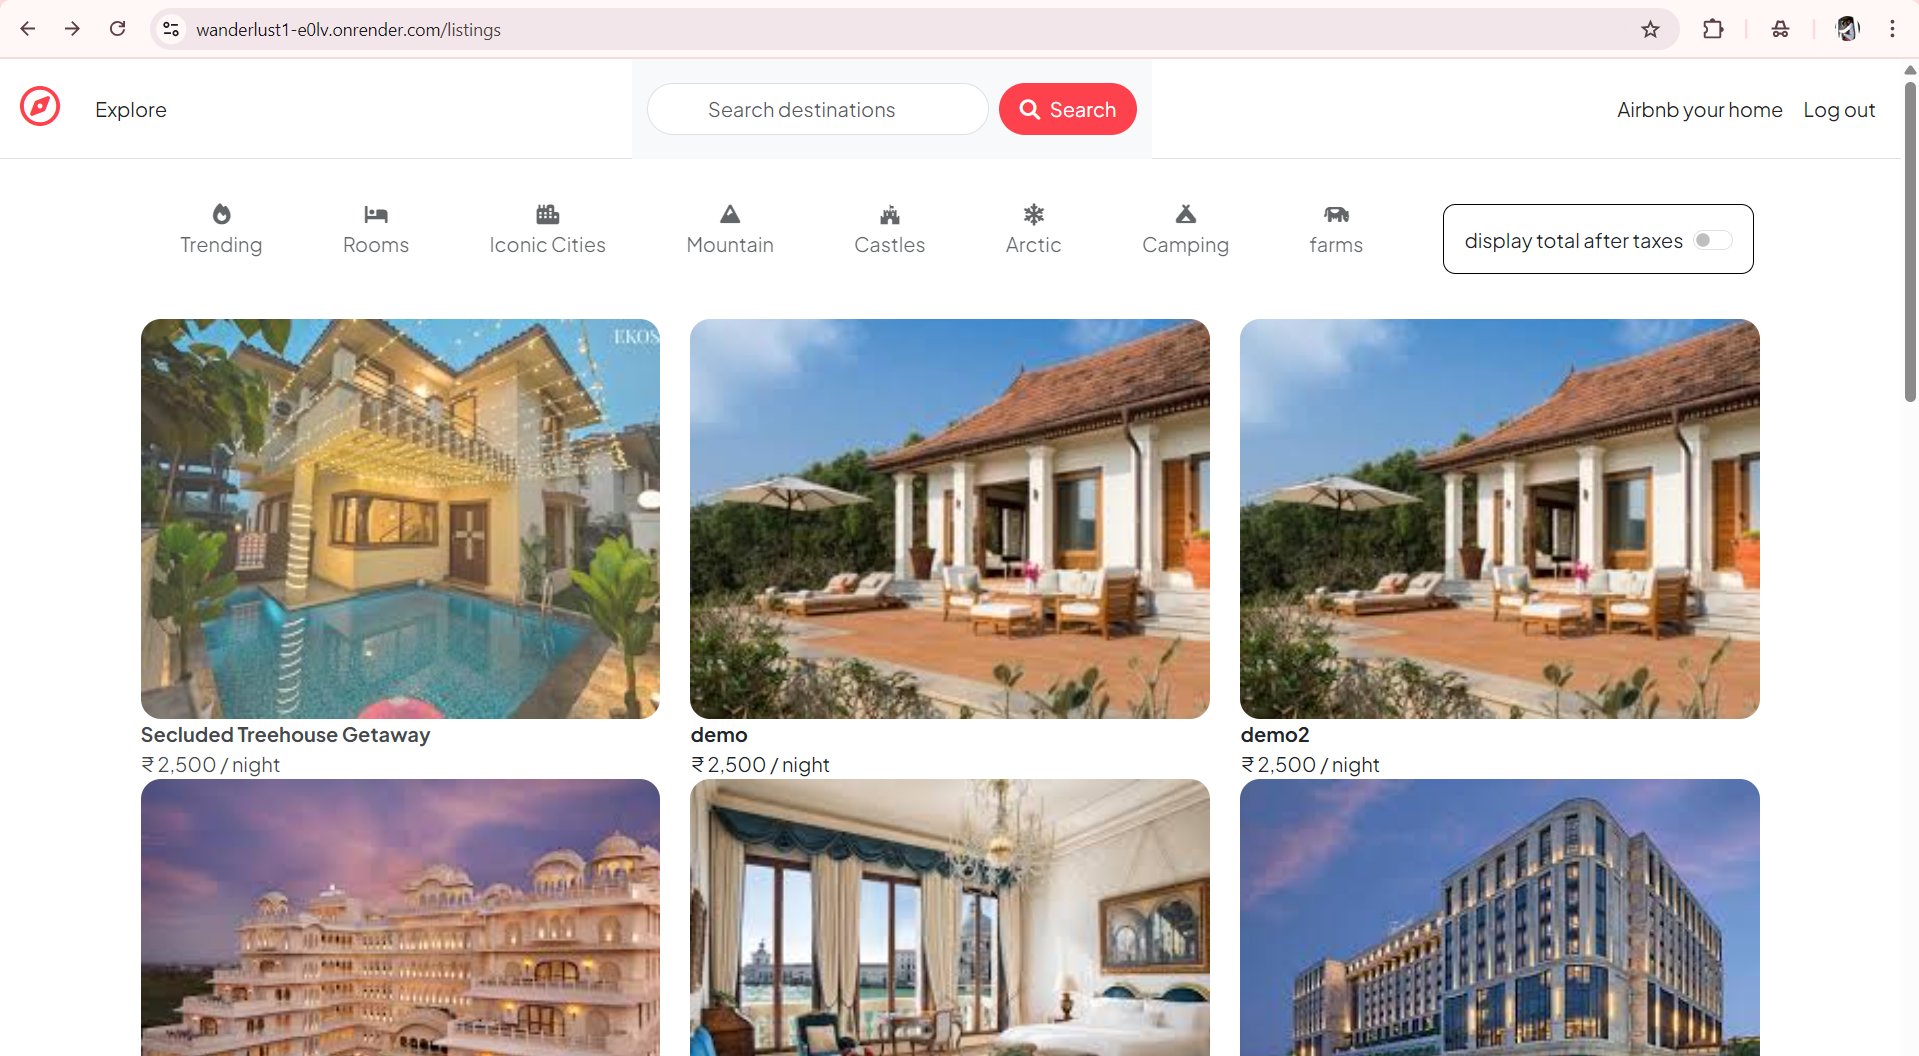 wanderlust1-e0lv.onrender.com/listings
Explore
Search destinations
Search
Airbnb your home
Log out
Trending
Rooms
Iconic Cities
Mountain
Castles
Arctic
Camping
farms
display total after taxes
EKOS
Secluded Treehouse Getaway
₹ 2,500 / night
demo
₹ 2,500 / night
demo2
₹ 2,500 / night